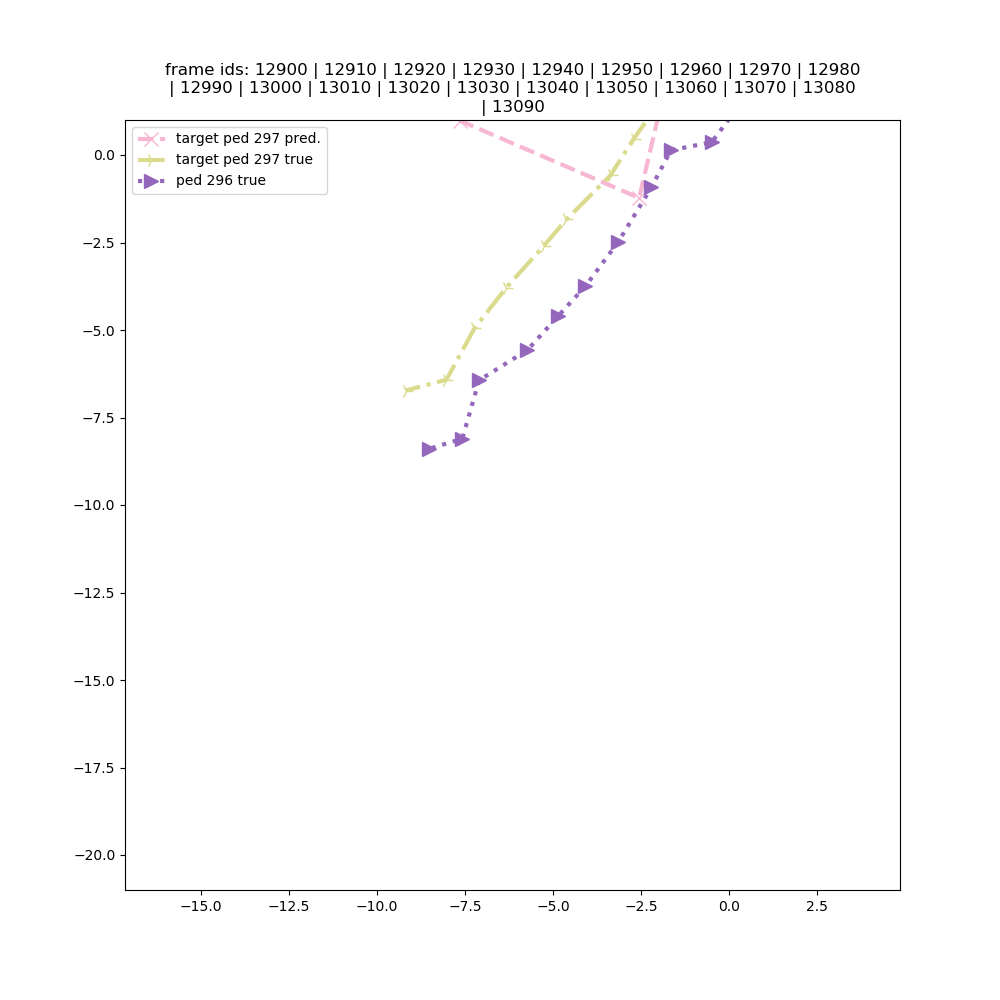 frame ids: 12900 | 12910 | 12920 | 12930 | 12940 | 12950 | 12960 | 12970 | 12980
| 12990 | 13000 | 13010 | 13020 | 13030 | 13040 | 13050 | 13060 | 13070 | 13080
| 13090
target ped 297 pred.
target ped 297 true
ped 296 true
0.0
−2.5
−5.0
−7.5
−10.0
−12.5
−15.0
−17.5
−20.0
−15.0 −12.5 −10.0 −7.5 −5.0 −2.5 0.0 2.5